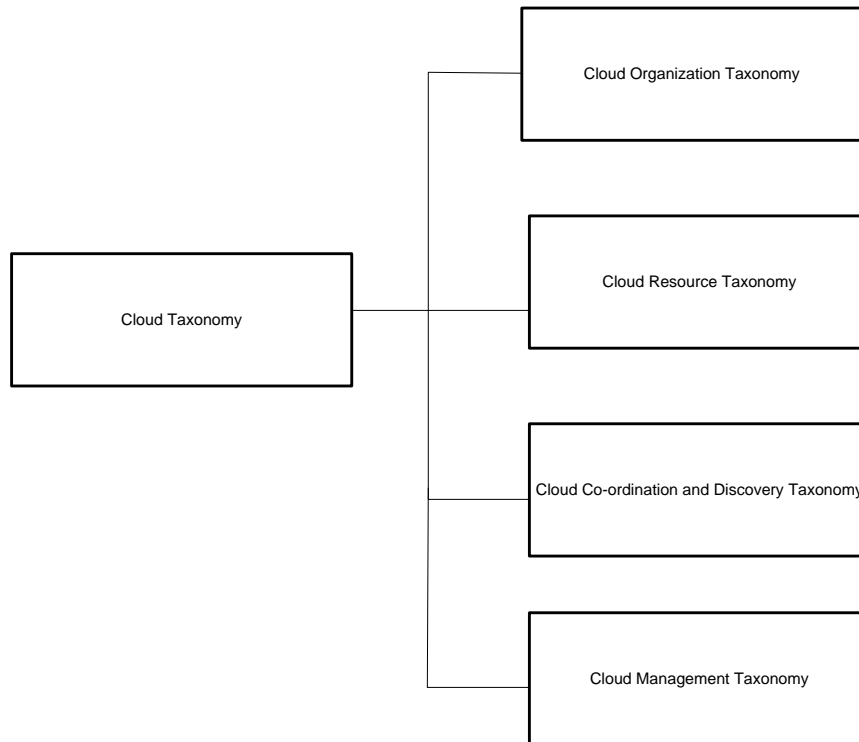 Cloud Organization Taxonomy
Cloud Resource Taxonomy
Cloud Taxonomy
Cloud Co-ordination and Discovery Taxonomy
Cloud Management Taxonomy